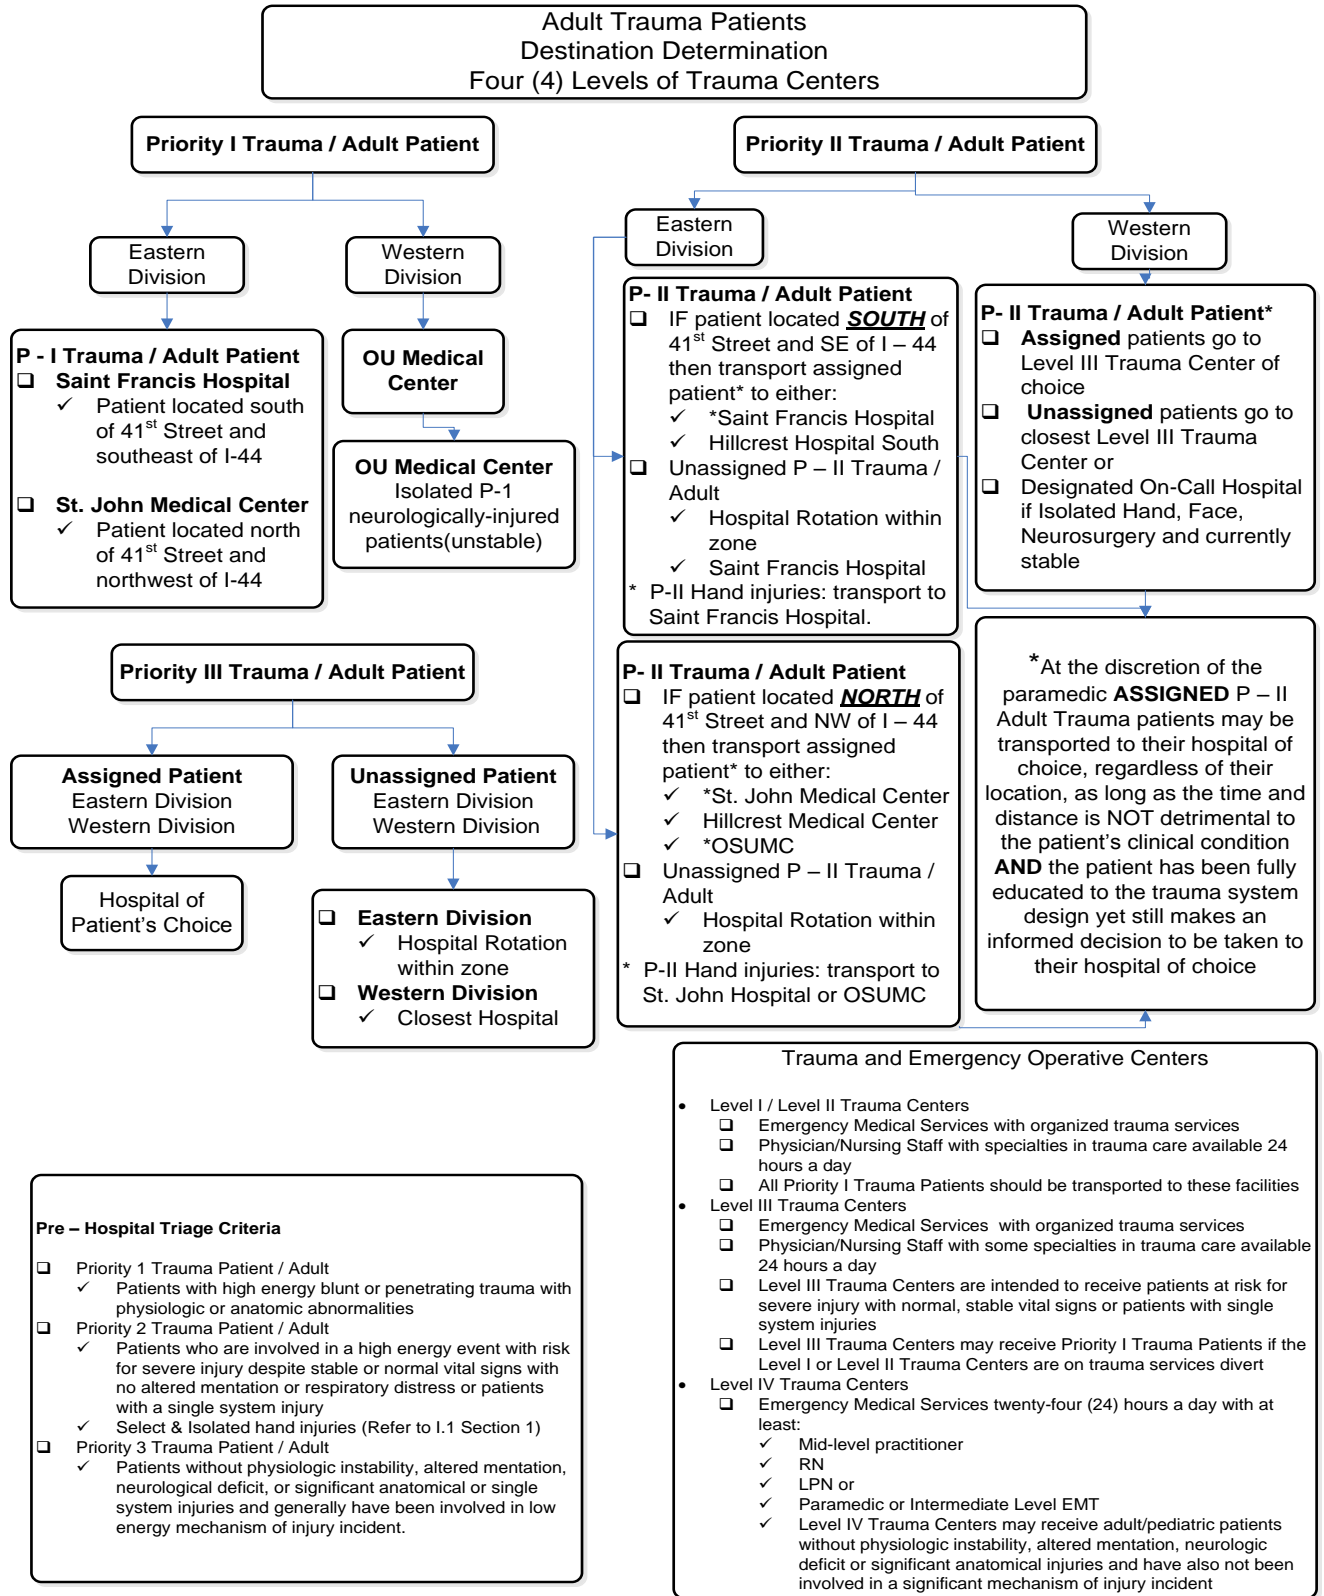 Adult Trauma Patients
Destination Determination
Four (4) Levels of Trauma Centers
Priority I Trauma / Adult Patient
Eastern
Division
Western
Division
P - I Trauma / Adult Patient
❑ Saint Francis Hospital
✓ Patient located south
of 41st Street and
southeast of I-44
❑ St. John Medical Center
✓ Patient located north
of 41st Street and
northwest of I-44
OU Medical
Center
OU Medical Center
Isolated P-1
neurologically-injured
patients(unstable)
Priority II Trauma / Adult Patient
Eastern
Division
Western
Division
P- II Trauma / Adult Patient
❑ IF patient located SOUTH of
41st Street and SE of I – 44
then transport assigned
patient* to either:
✓ *Saint Francis Hospital
✓ Hillcrest Hospital South
❑ Unassigned P – II Trauma /
Adult
✓ Hospital Rotation within
zone
✓ Saint Francis Hospital
* P-II Hand injuries: transport to
Saint Francis Hospital.
P- II Trauma / Adult Patient
❑ IF patient located NORTH of
41st Street and NW of I – 44
then transport assigned
patient* to either:
✓ *St. John Medical Center
✓ Hillcrest Medical Center
✓ *OSUMC
❑ Unassigned P – II Trauma /
Adult
✓ Hospital Rotation within
zone
* P-II Hand injuries: transport to
St. John Hospital or OSUMC
P- II Trauma / Adult Patient*
❑ Assigned patients go to
Level III Trauma Center of
choice
❑ Unassigned patients go to
closest Level III Trauma
Center or
❑ Designated On-Call Hospital
if Isolated Hand, Face,
Neurosurgery and currently
stable
*At the discretion of the
paramedic ASSIGNED P – II
Adult Trauma patients may be
transported to their hospital of
choice, regardless of their
location, as long as the time and
distance is NOT detrimental to
the patient's clinical condition
AND the patient has been fully
educated to the trauma system
design yet still makes an
informed decision to be taken to
their hospital of choice
Priority III Trauma / Adult Patient
Assigned Patient
Eastern Division
Western Division
Hospital of
Patient's Choice
Unassigned Patient
Eastern Division
Western Division
❑ Eastern Division
✓ Hospital Rotation
within zone
❑ Western Division
✓ Closest Hospital
Pre – Hospital Triage Criteria
❑ Priority 1 Trauma Patient / Adult
✓ Patients with high energy blunt or penetrating trauma with
physiologic or anatomic abnormalities
❑ Priority 2 Trauma Patient / Adult
✓ Patients who are involved in a high energy event with risk
for severe injury despite stable or normal vital signs with
no altered mentation or respiratory distress or patients
with a single system injury
✓ Select & Isolated hand injuries (Refer to I.1 Section 1)
❑ Priority 3 Trauma Patient / Adult
✓ Patients without physiologic instability, altered mentation,
neurological deficit, or significant anatomical or single
system injuries and generally have been involved in low
energy mechanism of injury incident.
Trauma and Emergency Operative Centers
• Level I / Level II Trauma Centers
❑ Emergency Medical Services with organized trauma services
❑ Physician/Nursing Staff with specialties in trauma care available 24
hours a day
❑ All Priority I Trauma Patients should be transported to these facilities
• Level III Trauma Centers
❑ Emergency Medical Services with organized trauma services
❑ Physician/Nursing Staff with some specialties in trauma care available
24 hours a day
❑ Level III Trauma Centers are intended to receive patients at risk for
severe injury with normal, stable vital signs or patients with single
system injuries
❑ Level III Trauma Centers may receive Priority I Trauma Patients if the
Level I or Level II Trauma Centers are on trauma services divert
• Level IV Trauma Centers
❑ Emergency Medical Services twenty-four (24) hours a day with at
least:
✓ Mid-level practitioner
✓ RN
✓ LPN or
✓ Paramedic or Intermediate Level EMT
✓ Level IV Trauma Centers may receive adult/pediatric patients
without physiologic instability, altered mentation, neurologic
deficit or significant anatomical injuries and have also not been
involved in a significant mechanism of injury incident